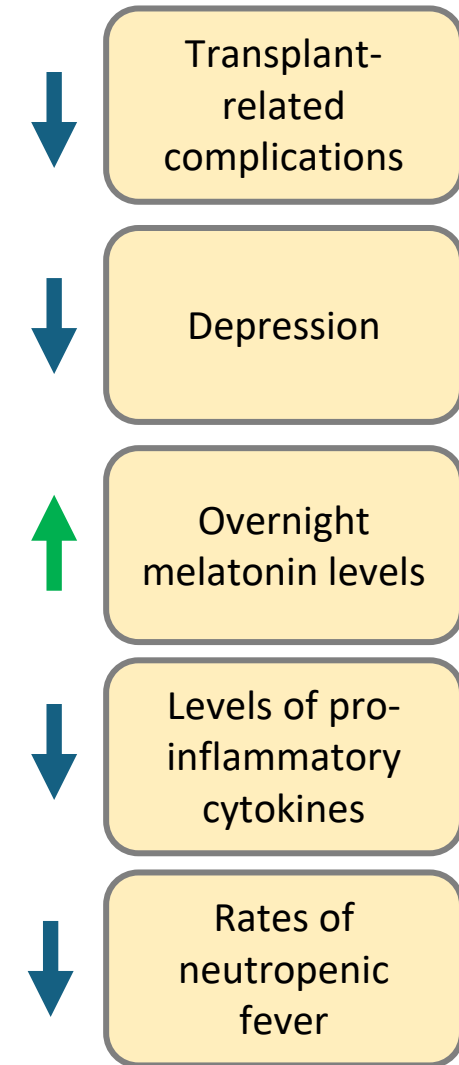 Transplant-
related
complications
Depression
Overnight
melatonin levels
Levels of pro-
inflammatory
cytokines
Rates of
neutropenic
fever